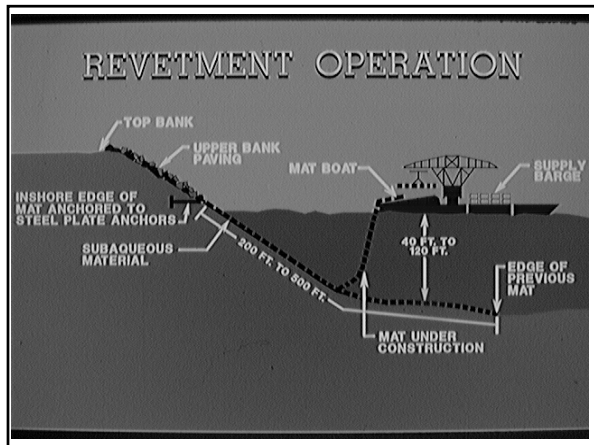 REVETMENT OPERATION
TOP BANK
UPPER BANK
PAVING
MAT BOAT
SUPPLY
BARGE
INSHORE EDGE OF
MAT ANCHORED TO
STEEL PLATE ANCHORS
SUBAQUEOUS
MATERIAL
200 FT. TO 500 FT.
40 FT. TO
120 FT.
EDGE OF
PREVIOUS
MAT
MAT UNDER
CONSTRUCTION